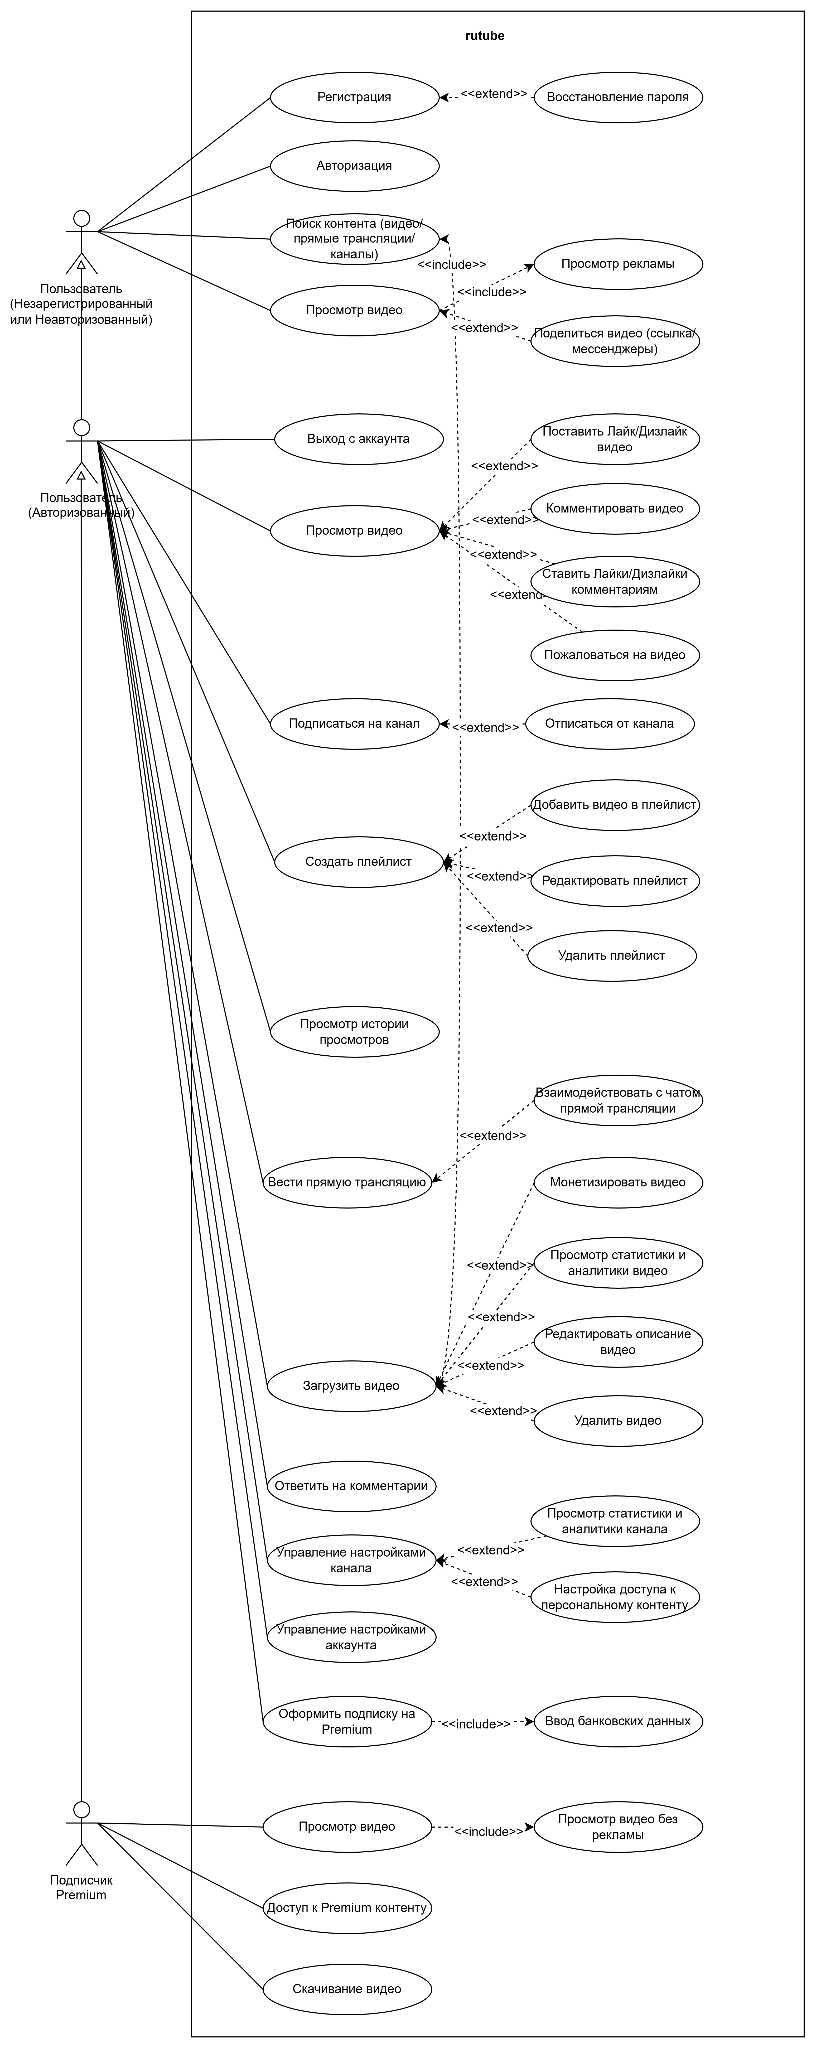 rutube
Регистрация
<<extend>>
Восстановление пароля
Авторизация
Поиск контента (видео/
прямые трансляции/
каналы)
<<include>>
Просмотр рекламы
Пользователь
(Незарегистрированный
или Неавторизованный)
Просмотр видео
<<include>>
<<extend>>
Поделиться видео (ссылка/
мессенджеры)
Выход с аккаунта
Поставить Лайк/Дизлайк
видео
<<extend>>
Пользователь
(Авторизованный)
Просмотр видео
<<extend>>
Комментировать видео
<<extend>>
Ставить Лайки/Дизлайки
комментариям
<<extend>>
Пожаловаться на видео
Подписаться на канал
<<extend>>
Отписаться от канала
Добавить видео в плейлист
<<extend>>
Создать плейлист
<<extend>>
Редактировать плейлист
<<extend>>
Удалить плейлист
Просмотр истории
просмотров
Взаимодействовать с чатом
прямой трансляции
<<extend>>
Вести прямую трансляцию
Монетизировать видео
<<extend>>
Просмотр статистики и
аналитики видео
<<extend>>
Редактировать описание
видео
<<extend>>
Загрузить видео
<<extend>>
Удалить видео
Ответить на комментарии
Просмотр статистики и
аналитики канала
<<extend>>
Управление настройками
канала
<<extend>>
Настройка доступа к
персональному контенту
Управление настройками
аккаунта
Оформить подписку на
Premium
<<include>>
Ввод банковских данных
Просмотр видео
<<include>>
Просмотр видео без
рекламы
Подписчик
Premium
Доступ к Premium контенту
Скачивание видео